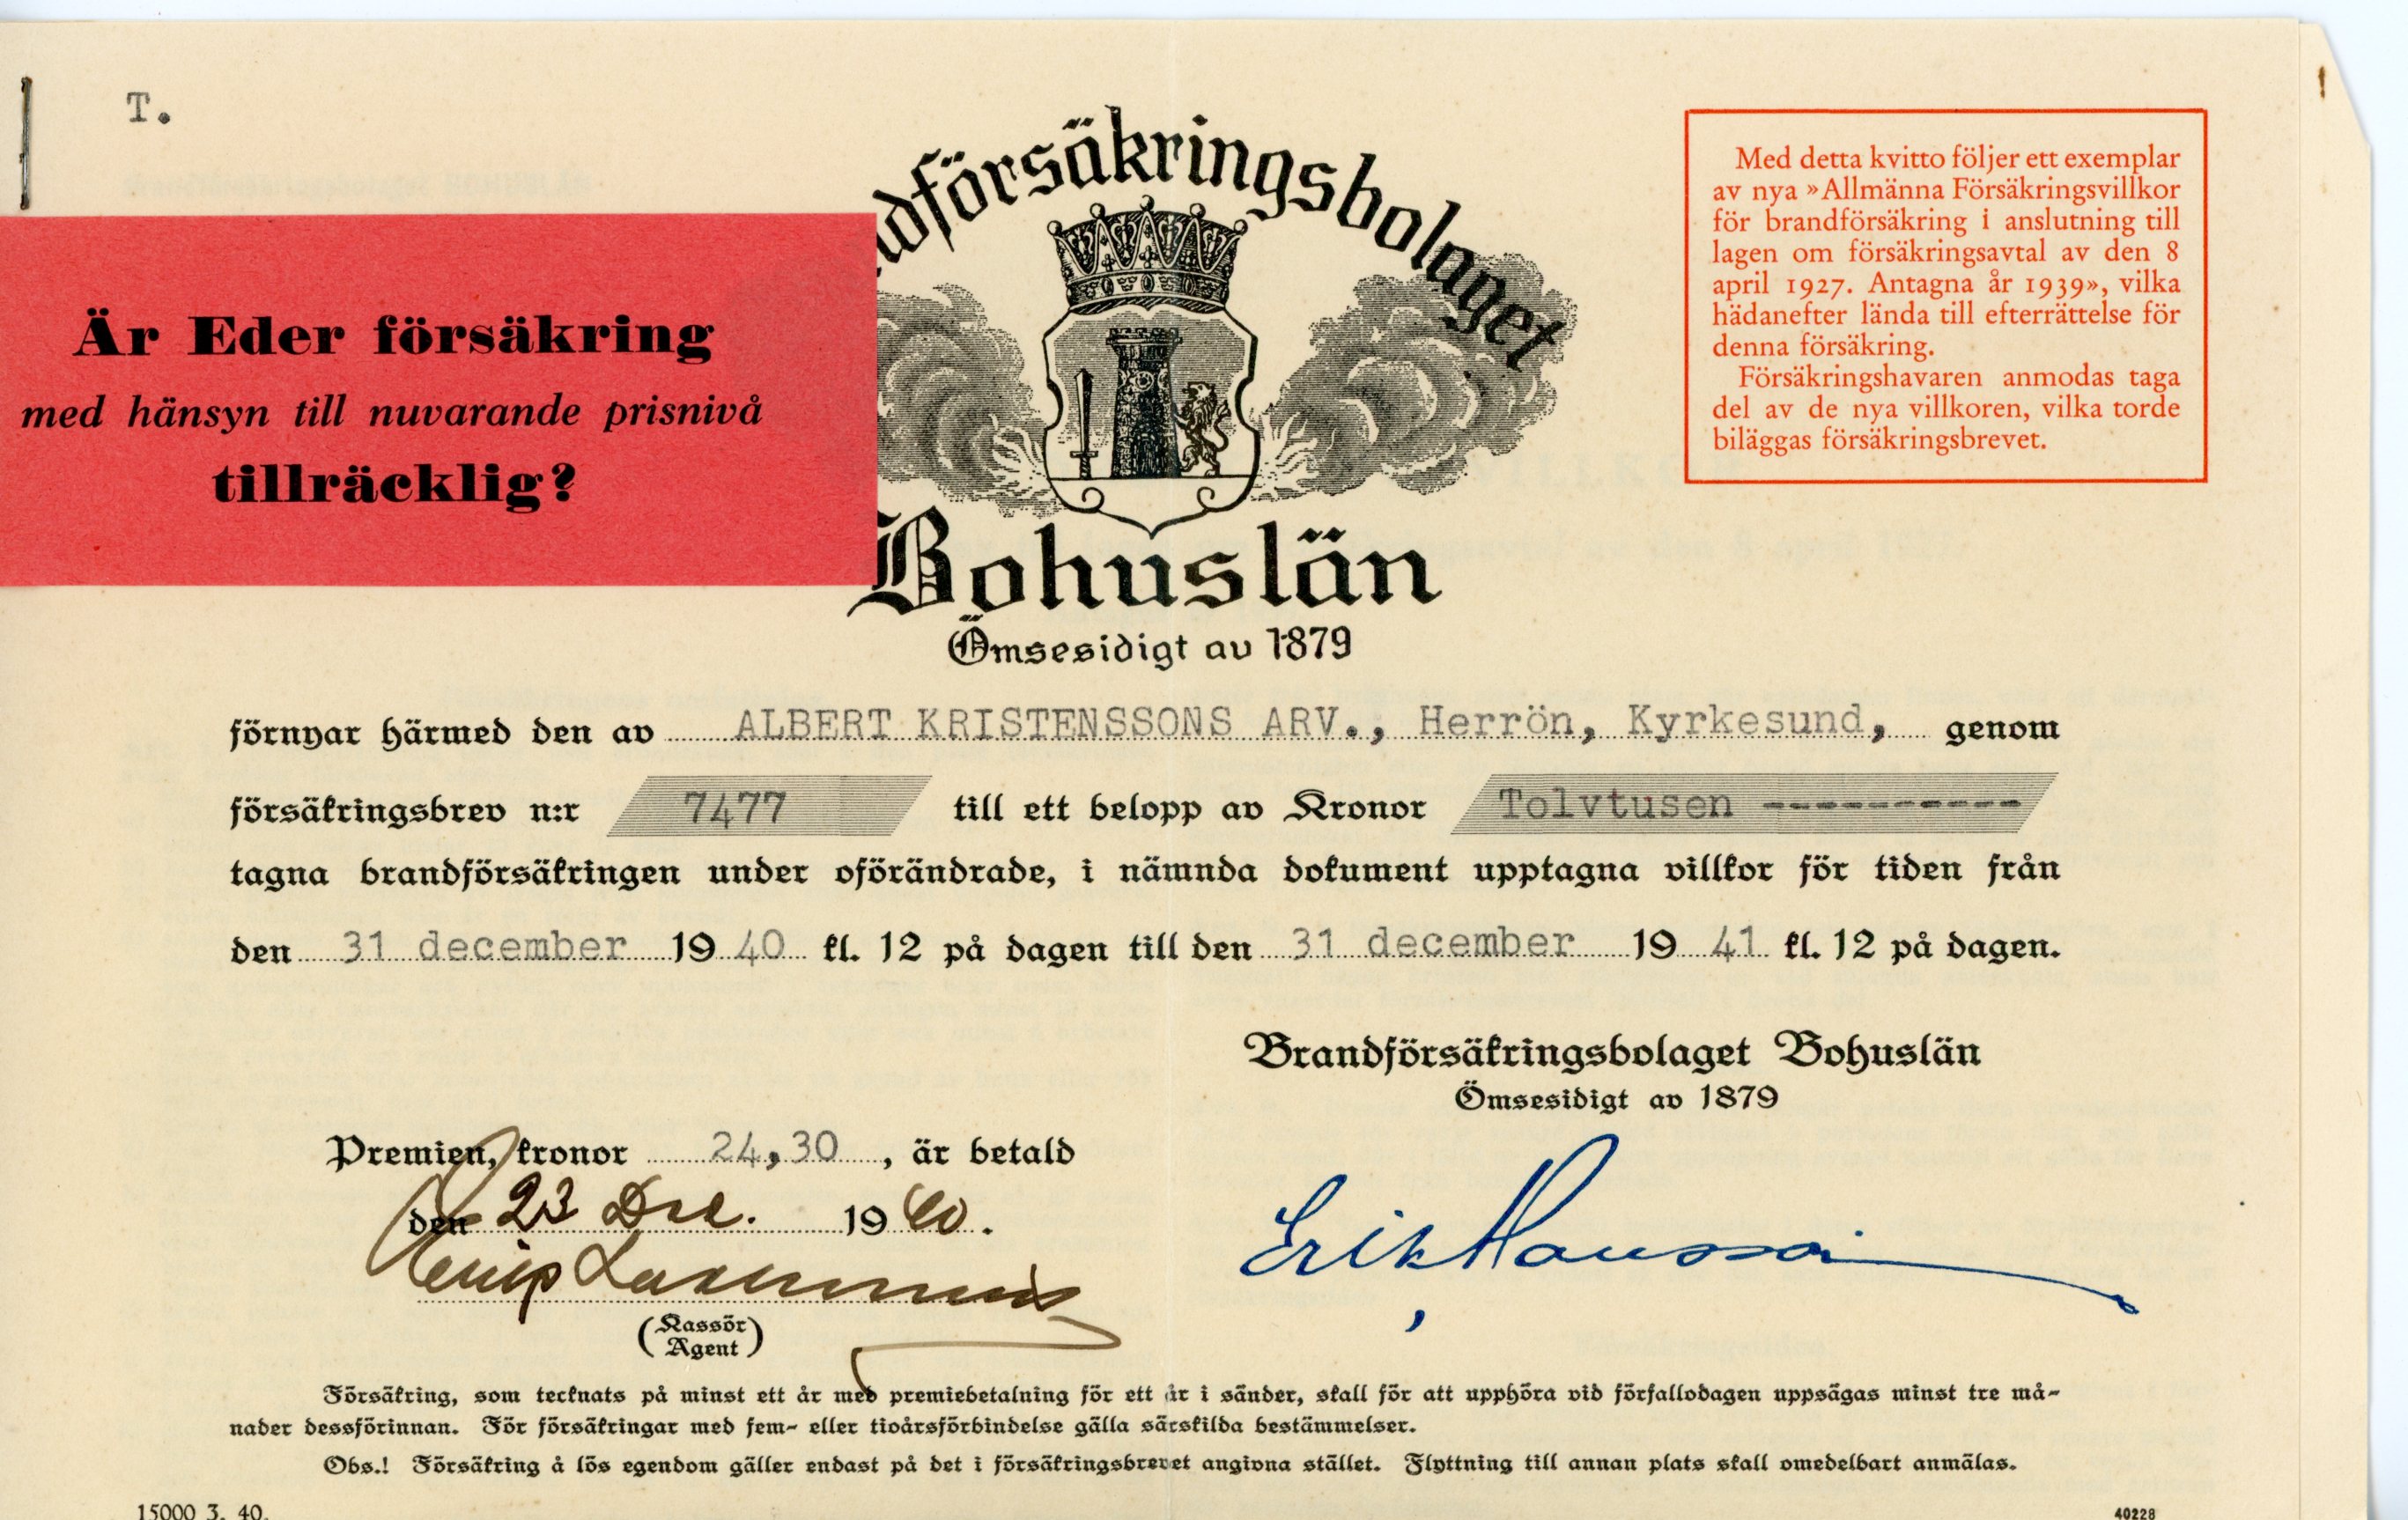 T.
Är Eder försäkring
med hänsyn till nuvarande prisnivå
tillräcklig?
dförsäkringsbolaget
Bohuslän
Ömsesidigt av 1879
Med detta kvitto följer ett exemplar
av nya »Allmänna Försäkringsvillkor
för brandförsäkring i anslutning till
lagen om försäkringsavtal av den 8
april 1927. Antagna år 1939», vilka
hädanefter lända till efterrättelse för
denna försäkring.
Försäkringshavaren anmodas taga
del av de nya villkoren, vilka torde
biläggas försäkringsbrevet.
förnyar härmed den av ALBERT KRISTENSSONS ARV., Herrön, Kyrkesund, genom
försäkringsbrev n:r 7477 till ett belopp av Kronor Tolvtusen ----------
tagna brandförsäkringen under oförändrade, i nämnda dokument upptagna villkor för tiden från
den 31 december 1940 kl. 12 på dagen till den 31 december 1941 kl. 12 på dagen.
Brandförsäkringsbolaget Bohuslän
Ömsesidigt av 1879
Premien, kronor 24,30, är betald
den 23 Dec. 1940.
Erik Hansson
(Kassör
Agent)
Försäkring, som tecknats på minst ett år med premiebetalning för ett år i sänder, skall för att upphöra vid förfallodagen uppsägas minst tre må-
nader dessförinnan. För försäkringar med fem- eller tioårsförbindelse gälla särskilda bestämmelser.
Obs.! Försäkring å lös egendom gäller endast på det i försäkringsbrevet angivna stället. Flyttning till annan plats skall omedelbart anmälas.
15000 3. 40.
40228